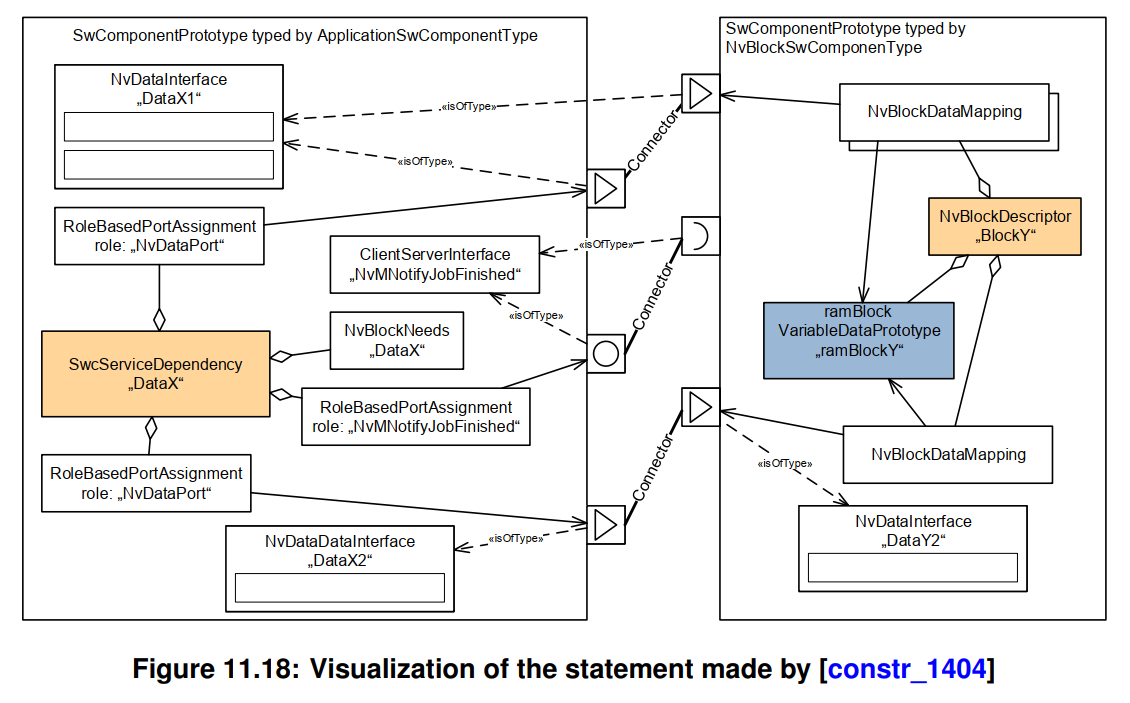 SwComponentPrototype typed by ApplicationSwComponentType
NvDataInterface
„DataX1“
«isOfType»
«isOfType»
RoleBasedPortAssignment
role: „NvDataPort“
ClientServerInterface
„NvMNotifyJobFinished“
«isOfType»
«isOfType»
NvBlockNeeds
„DataX“
SwcServiceDependency
„DataX“
RoleBasedPortAssignment
role: „NvMNotifyJobFinished“
RoleBasedPortAssignment
role: „NvDataPort“
NvDataDataInterface
„DataX2“
«isOfType»
Connector
Connector
Connector
SwComponentPrototype typed by
NvBlockSwComponenType
NvBlockDataMapping
NvBlockDescriptor
„BlockY“
ramBlock
VariableDataPrototype
„ramBlockY“
NvBlockDataMapping
«isOfType»
NvDataInterface
„DataY2“
Figure 11.18: Visualization of the statement made by [constr_1404]